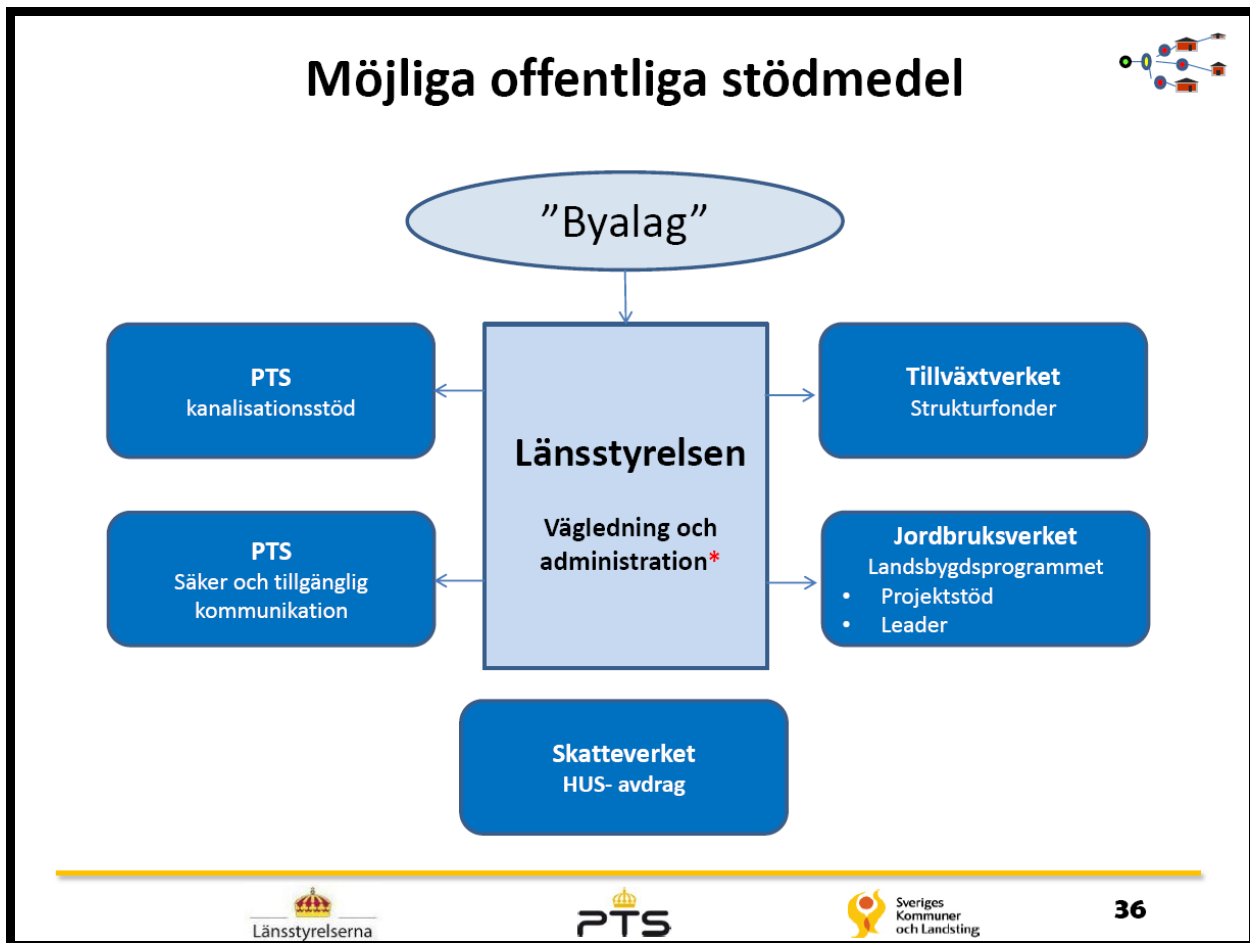 Möjliga offentliga stödmedel
”Byalag”
PTS
kanalisationsstöd
Tillväxtverket
Strukturfonder
Länsstyrelsen
Vägledning och
administration*
PTS
Säker och tillgänglig
kommunikation
Jordbruksverket
Landsbygdsprogrammet
• Projektstöd
• Leader
Skatteverket
HUS- avdrag
Länsstyrelserna
PTS
Sveriges
Kommuner
och Landsting
36